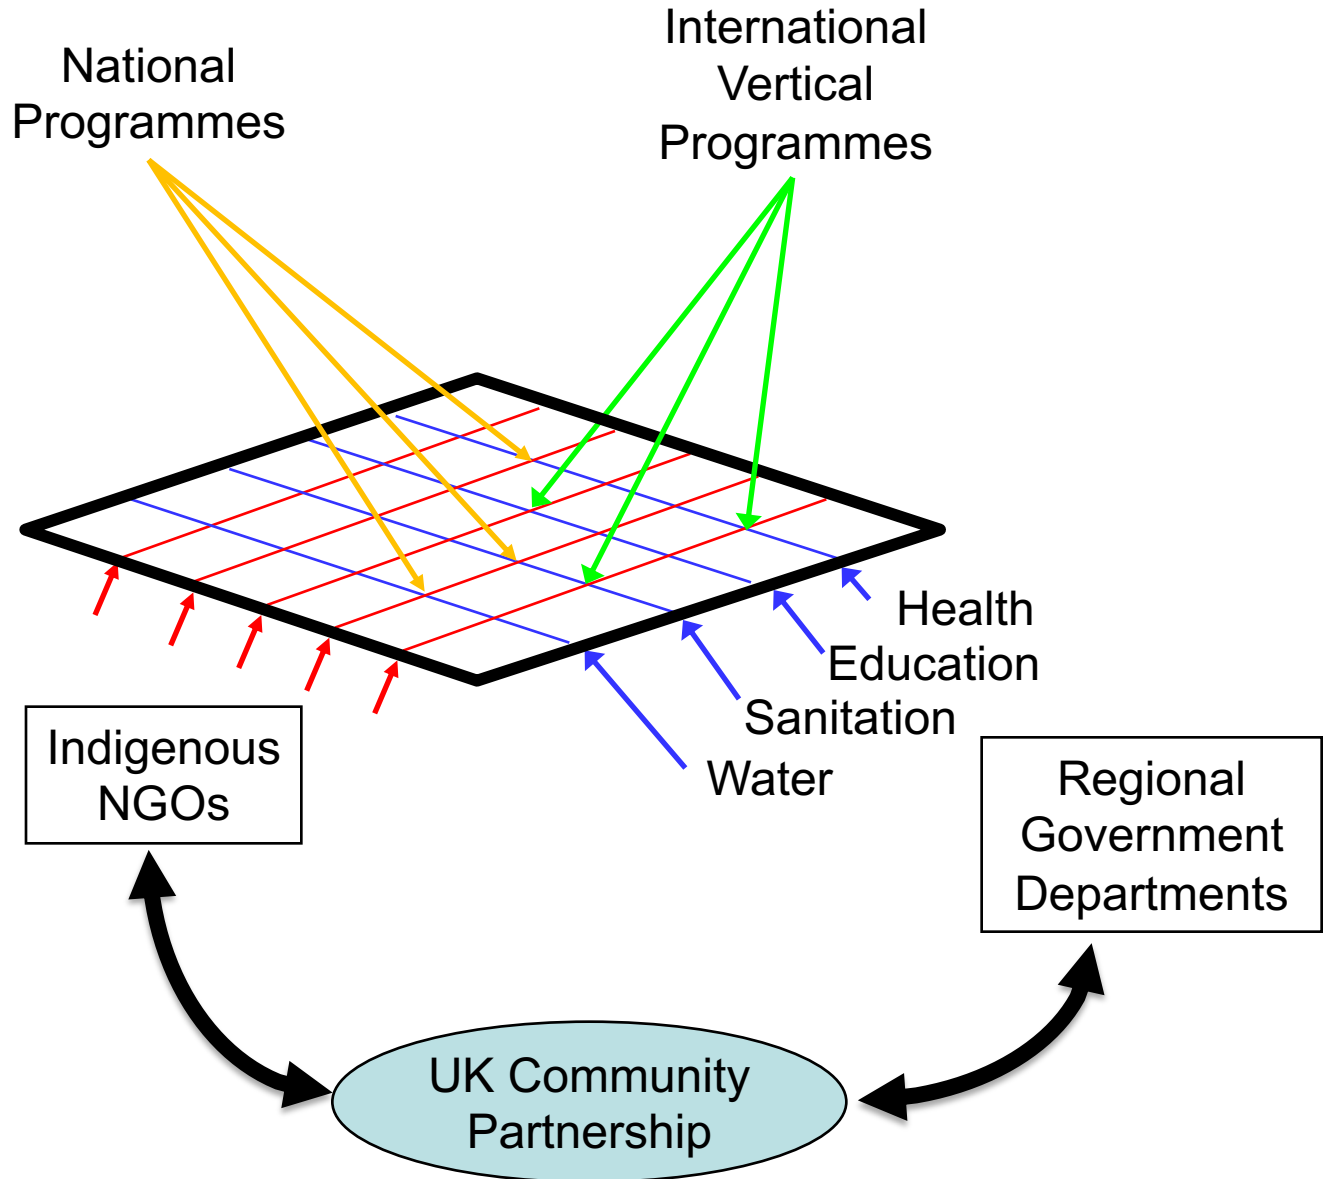 National
Programmes
International
Vertical
Programmes
Health
Education
Sanitation
Water
Indigenous
NGOs
Regional
Government
Departments
UK Community
Partnership